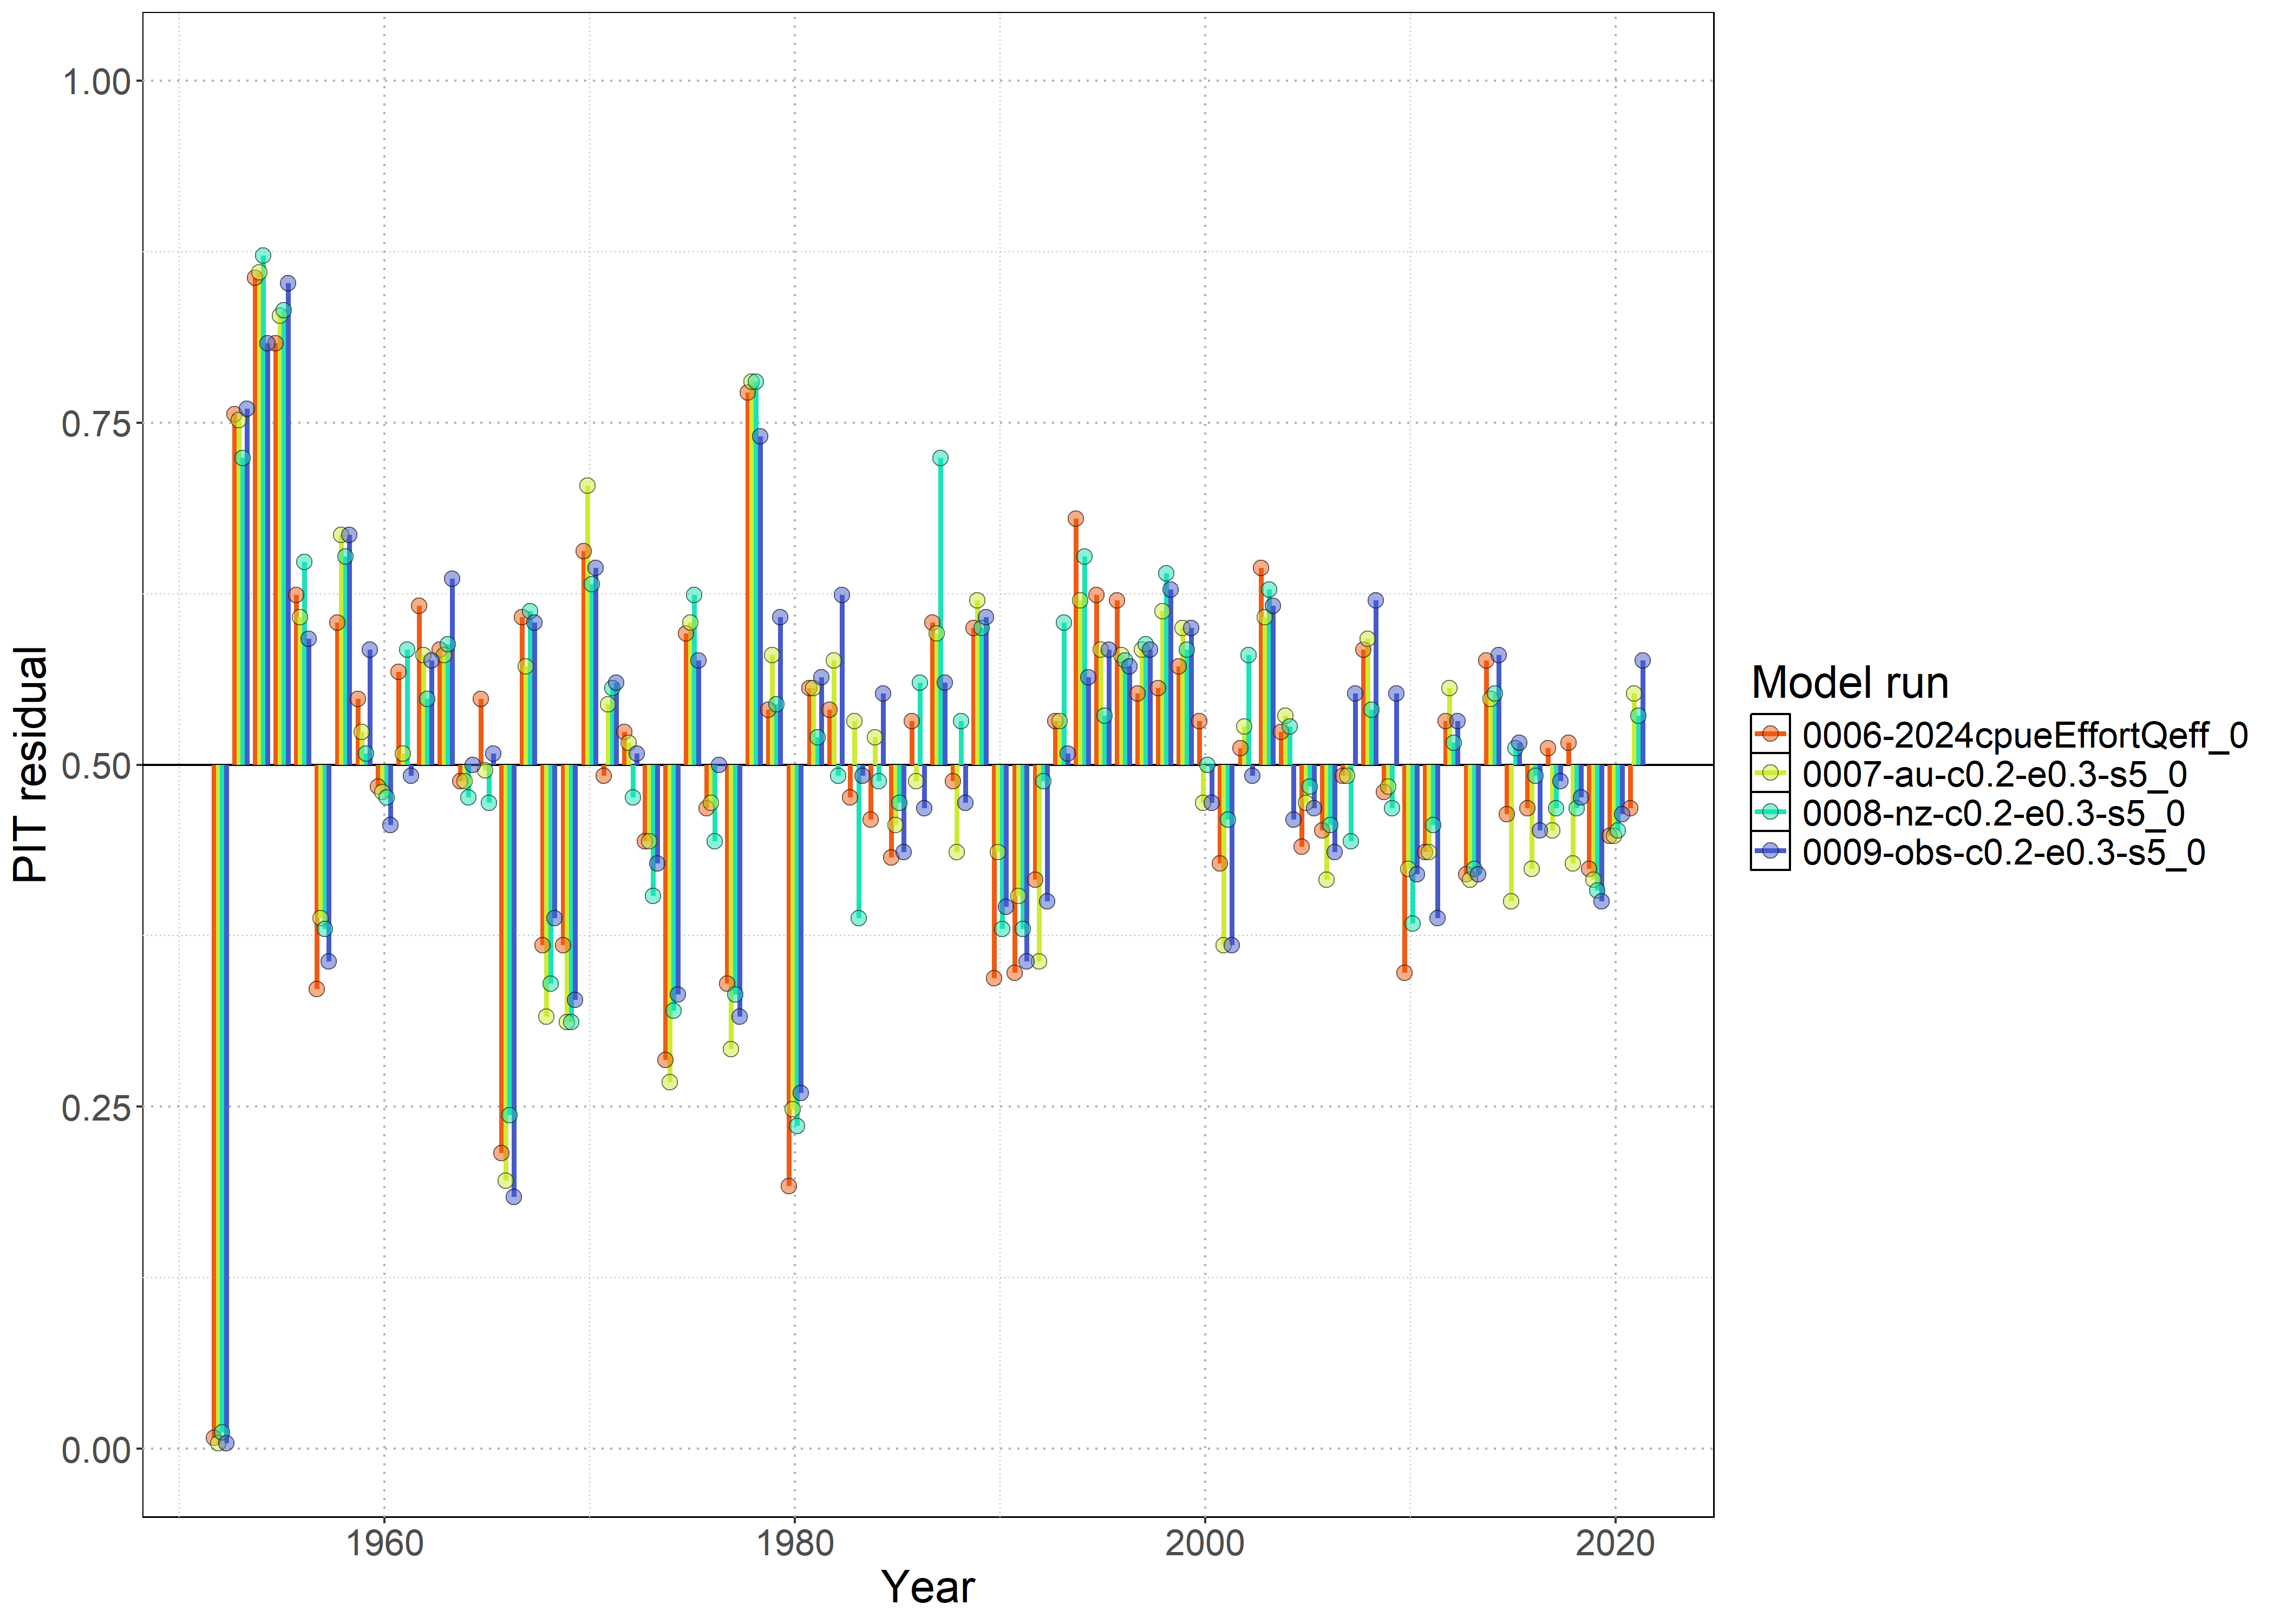 1.00
0.75
0.50
0.25
0.00
PIT residual
1960 1980 2000 2020
Year
Model run
0006-2024cpueEffortQeff_0
0007-au-c0.2-e0.3-s5_0
0008-nz-c0.2-e0.3-s5_0
0009-obs-c0.2-e0.3-s5_0